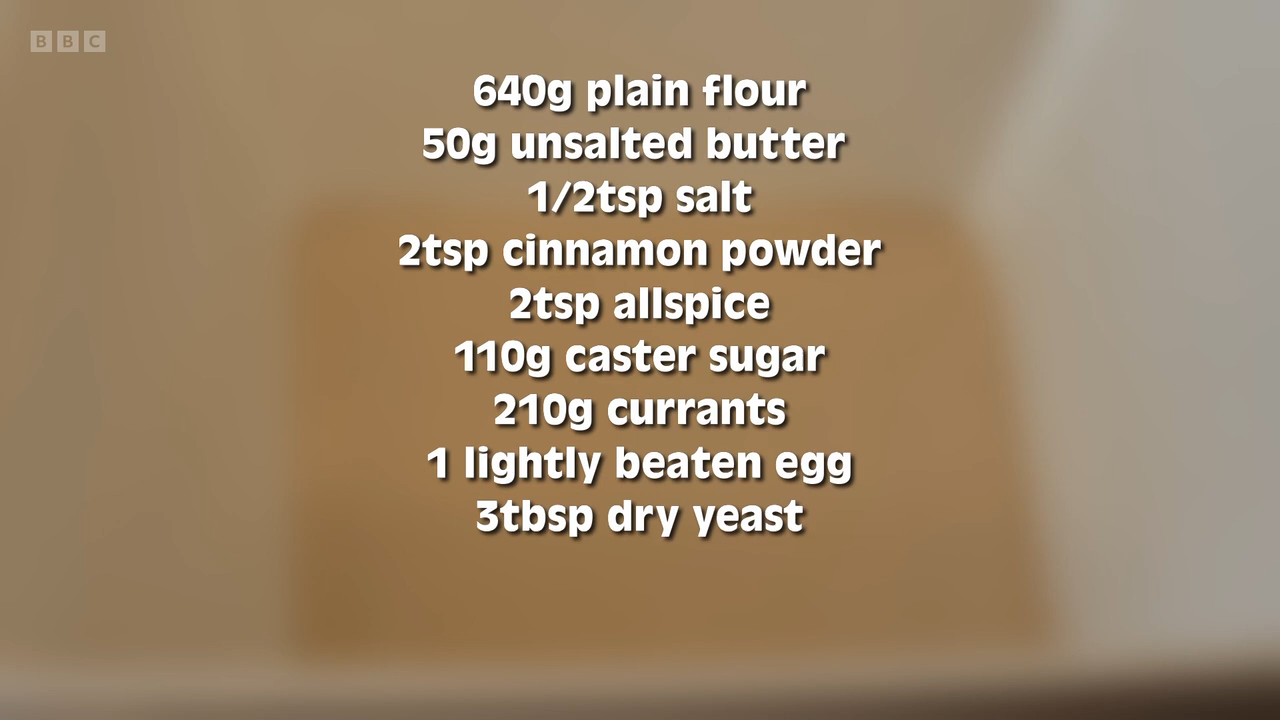 BBC
640g plain flour
50g unsalted butter
1/2tsp salt
2tsp cinnamon powder
2tsp allspice
110g caster sugar
210g currants
1 lightly beaten egg
3tbsp dry yeast